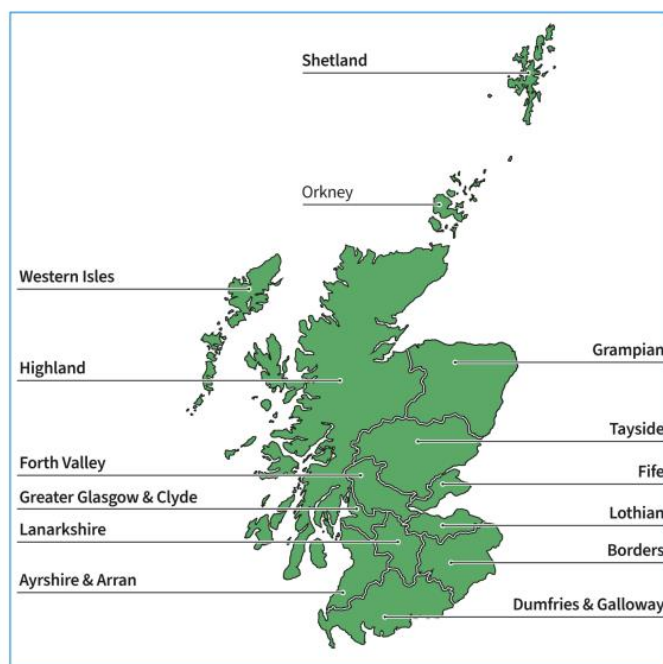 Shetland
Orkney
Western Isles
Grampian
Highland
Tayside
Forth Valley
Fife
Greater Glasgow & Clyde
Lothian
Lanarkshire
Borders
Ayrshire & Arran
Dumfries & Galloway